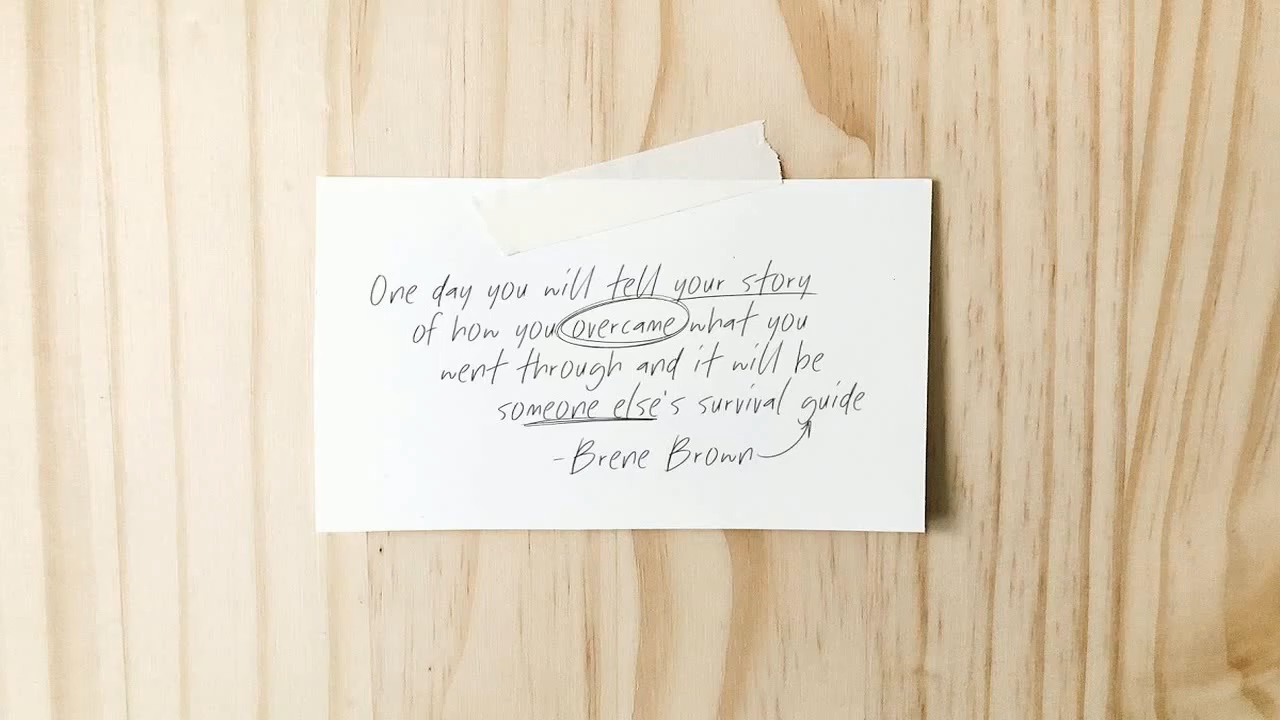 One day you will tell your story
of how you overcame what you
went through and it will be
someone else's survival guide
-Brene Brown